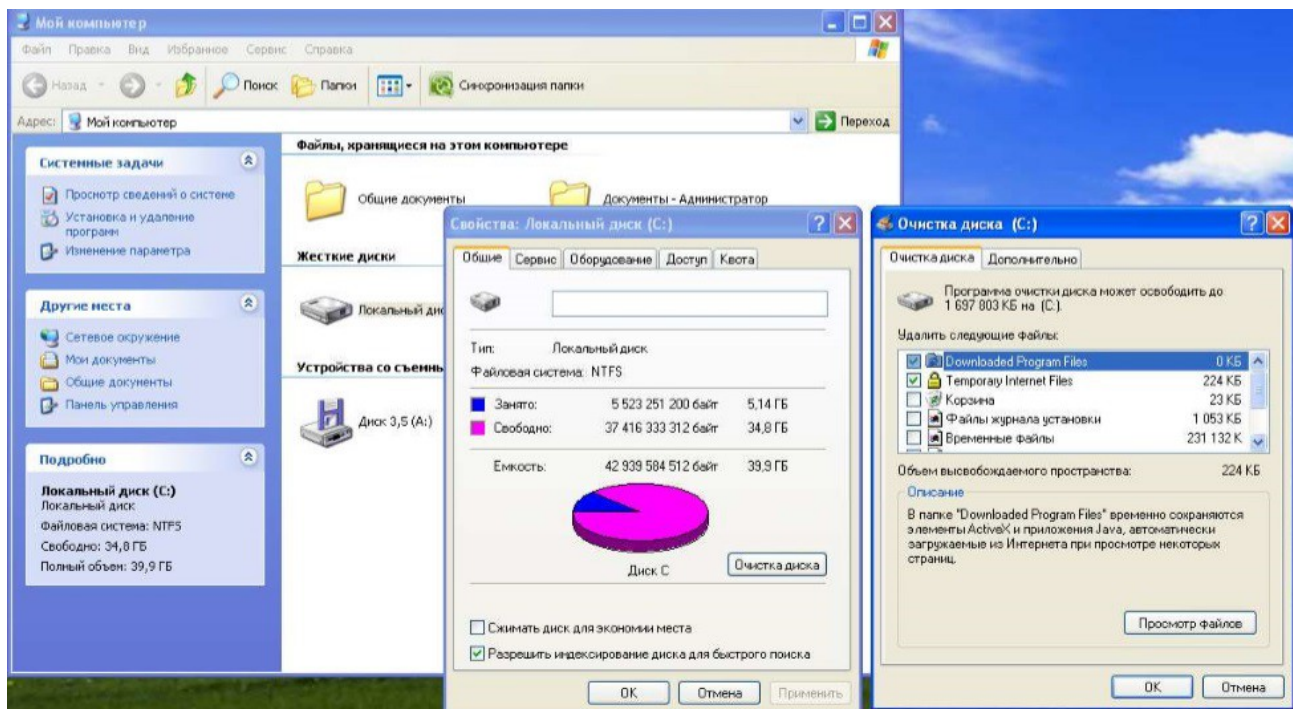 Мой компьютер
Файл Правка Вид Избранное Сервис Справка
Назад Поиск Папки Синхронизация папки
Адрес: Мой компьютер Переход
Системные задачи
Просмотр сведений о системе
Установка и удаление
программ
Изменение параметра
Другие места
Сетевое окружение
Мои документы
Общие документы
Панель управления
Подробно
Локальный диск (C:)
Локальный диск
Файловая система: NTFS
Свободно: 34,8 ГБ
Полный объем: 39,9 ГБ
Файлы, хранящиеся на этом компьютере
Общие документы
Документы - Администратор
Жесткие диски
Локальный дис
Устройства со съемнь
Диск 3,5 (A:)
Свойства: Локальный диск (C:)
Общие Сервис Оборудование Доступ Квота
Тип: Локальный диск
Файловая система: NTFS
Занято: 5 523 251 200 байт 5,14 ГБ
Свободно: 37 416 333 312 байт 34,8 ГБ
Емкость: 42 939 584 512 байт 39,9 ГБ
Диск C
Очистка диска
Сжимать диск для экономии места
Разрешить индексирование диска для быстрого поиска
OK Отмена Применить
Очистка диска (C:)
Очистка диска Дополнительно
Программа очистки диска может освободить до
1 697 803 КБ на (C:).
Удалить следующие файлы:
Downloaded Program Files 0 КБ
Temporary Internet Files 224 КБ
Корзина 23 КБ
Файлы журнала установки 1 053 КБ
Временные файлы 231 132 К
Объем высвобождаемого пространства: 224 КБ
Описание
В папке "Downloaded Program Files" временно сохраняются
элементы ActiveX и приложения Java, автоматически
загружаемые из Интернета при просмотре некоторых
страниц.
Просмотр файлов
OK Отмена